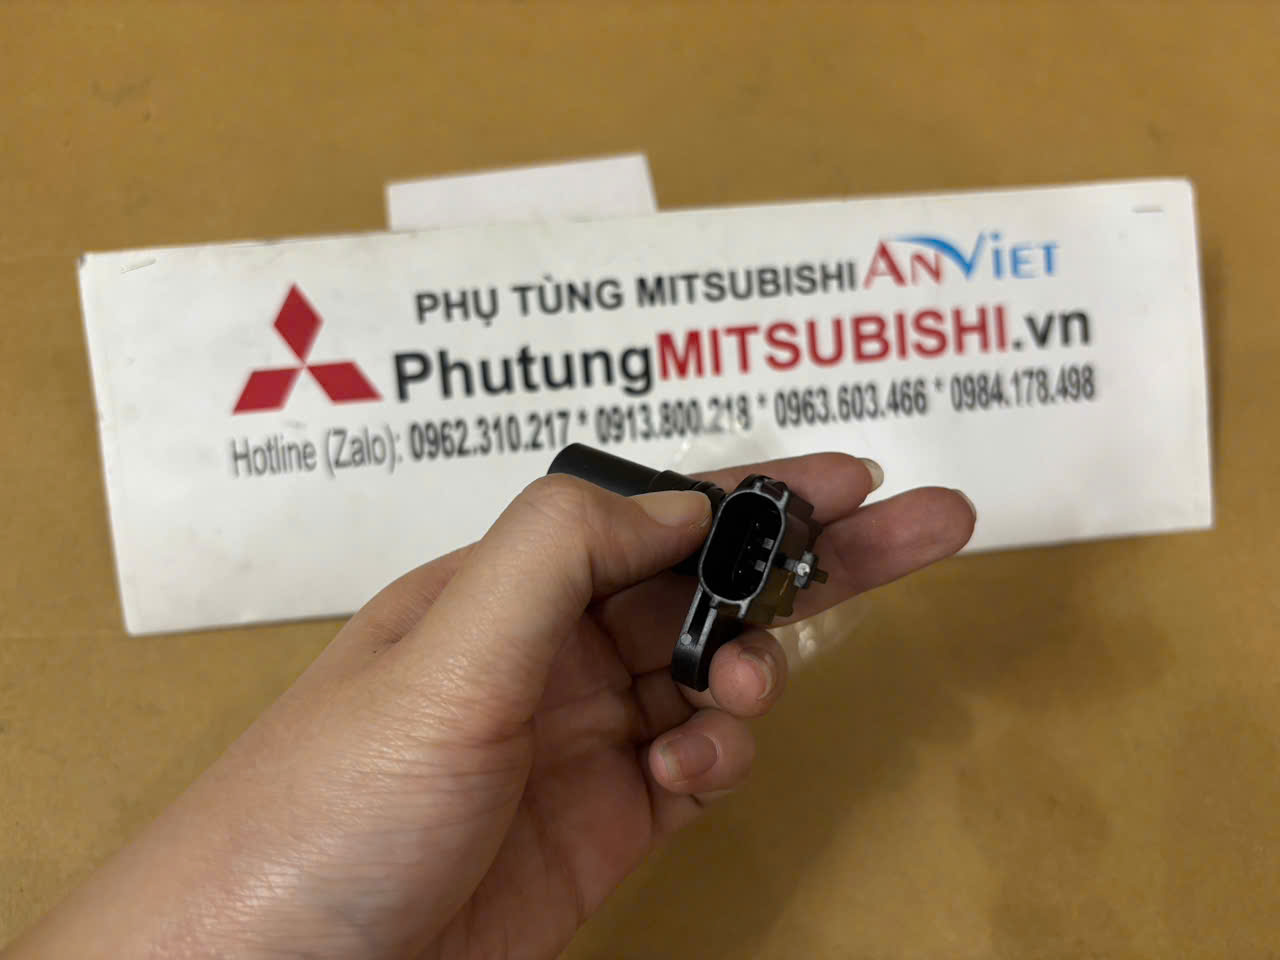 PHỤ TÙNG MITSUBISHI ANVIET
PhutungMITSUBISHI.vn
Hotline (Zalo): 0962.310.217 * 0913.800.218 * 0963.603.466 * 0984.178.498